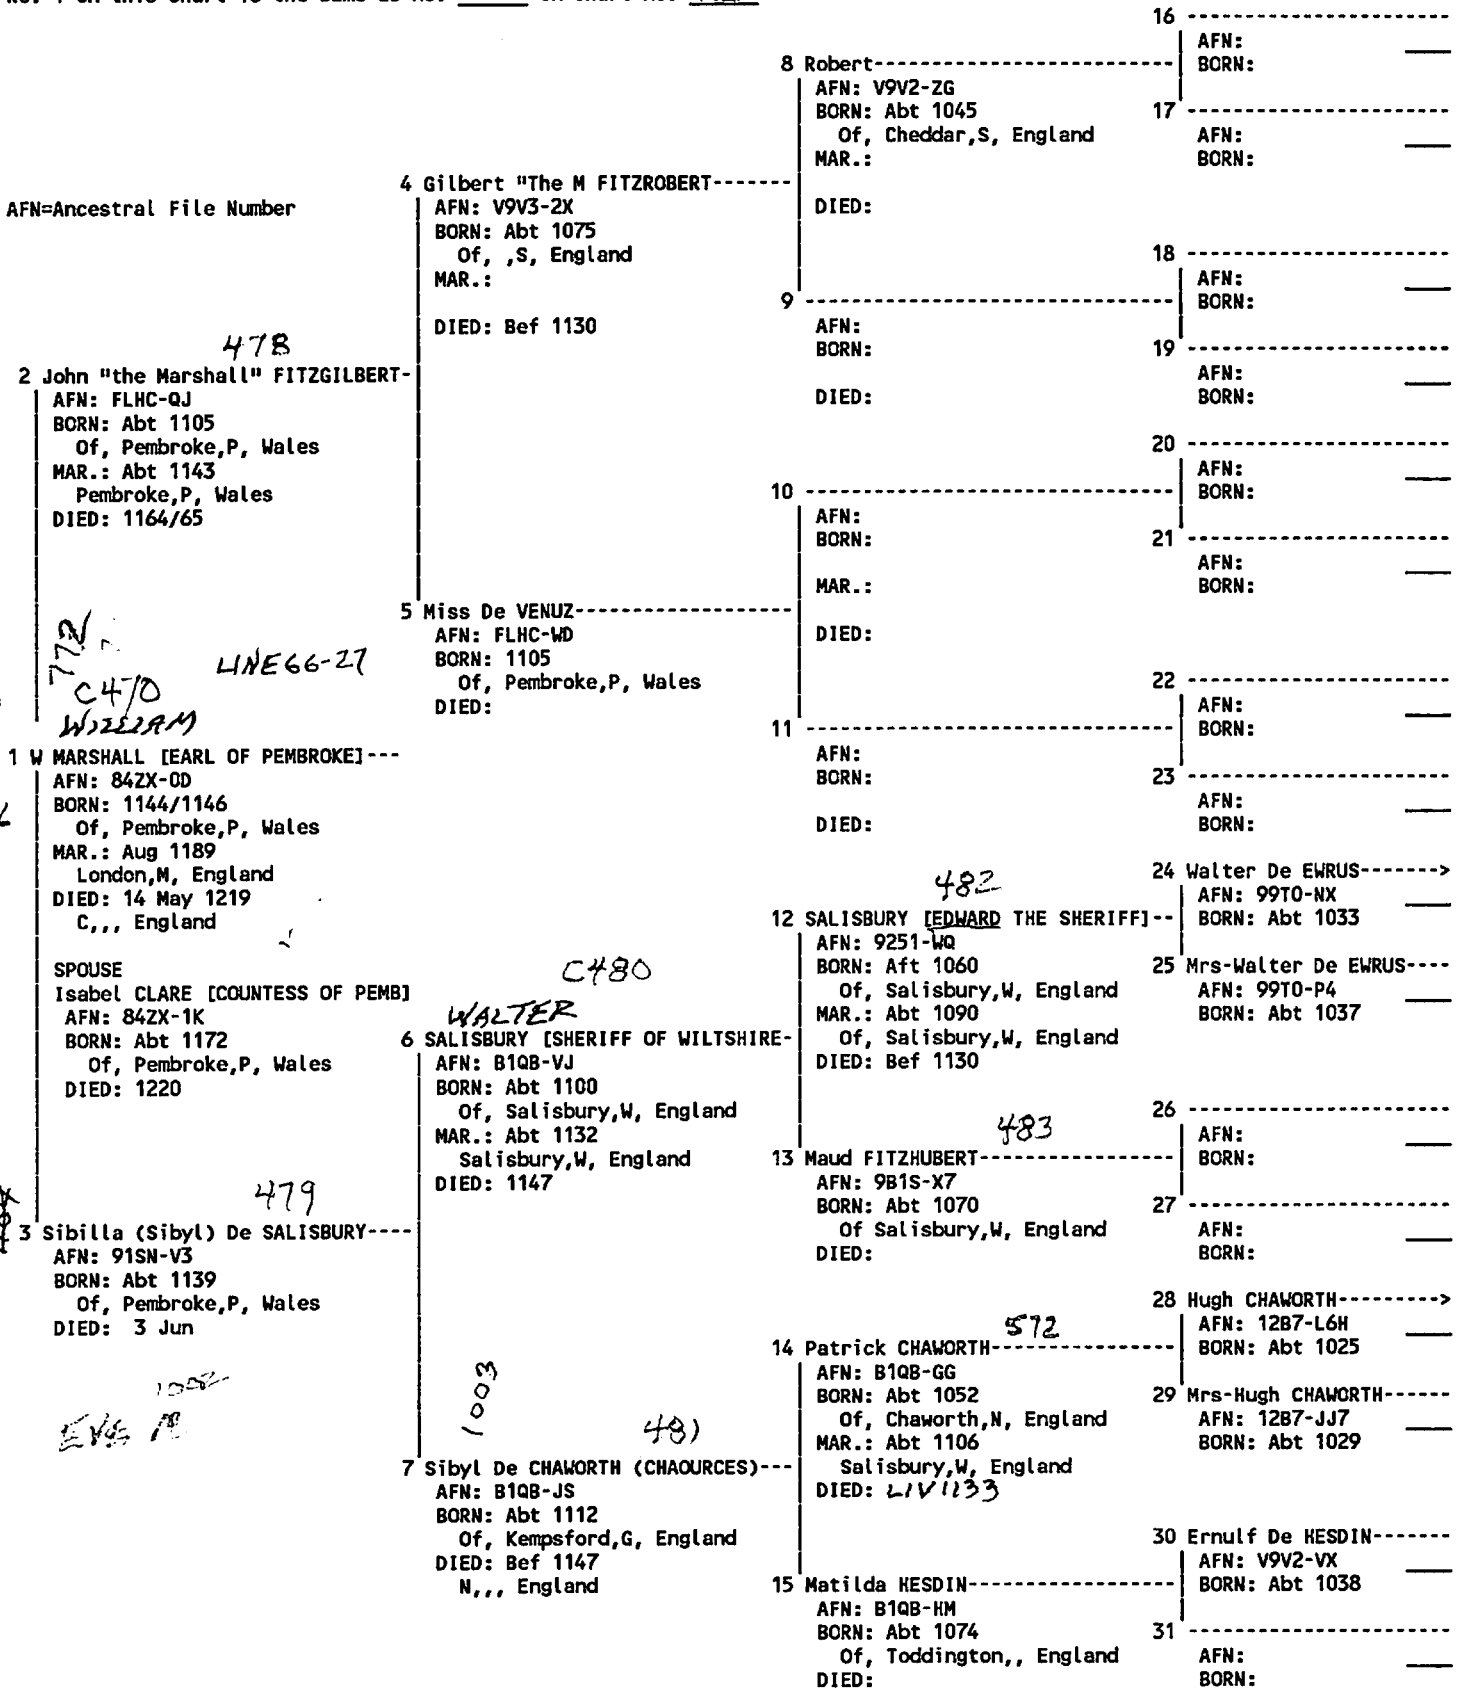 AFN=Ancestral File Number
478
2 John "the Marshall" FITZGILBERT-
AFN: FLHC-QJ
BORN: Abt 1105
Of, Pembroke,P, Wales
MAR.: Abt 1143
Pembroke,P, Wales
DIED: 1164/65
772
C470
LINE66-27
WILLIAM
1 W MARSHALL [EARL OF PEMBROKE]---
AFN: 84ZX-0D
BORN: 1144/1146
Of, Pembroke,P, Wales
MAR.: Aug 1189
London,M, England
DIED: 14 May 1219
C,,, England
SPOUSE
Isabel CLARE [COUNTESS OF PEMB]
AFN: 84ZX-1K
BORN: Abt 1172
Of, Pembroke,P, Wales
DIED: 1220
479
3 Sibilla (Sibyl) De SALISBURY----
AFN: 91SN-V3
BORN: Abt 1139
Of, Pembroke,P, Wales
DIED: 3 Jun
1002
4 Gilbert "The M FITZROBERT-------
AFN: V9V3-2X
BORN: Abt 1075
Of, ,S, England
MAR.:
DIED: Bef 1130
5 Miss De VENUZ------------------
AFN: FLHC-WD
BORN: 1105
Of, Pembroke,P, Wales
DIED:
C480
WALTER
6 SALISBURY [SHERIFF OF WILTSHIRE-
AFN: B1QB-VJ
BORN: Abt 1100
Of, Salisbury,W, England
MAR.: Abt 1132
Salisbury,W, England
DIED: 1147
1003
481
7 Sibyl De CHAWORTH (CHAOURCES)---
AFN: B1QB-JS
BORN: Abt 1112
Of, Kempsford,G, England
DIED: Bef 1147
N,,, England
8 Robert-------------------------
AFN: V9V2-ZG
BORN: Abt 1045
Of, Cheddar,S, England
MAR.:
DIED:
9 -------------------------------
AFN:
BORN:
DIED:
10 -------------------------------
AFN:
BORN:
MAR.:
DIED:
11 -------------------------------
AFN:
BORN:
DIED:
482
12 SALISBURY [EDWARD THE SHERIFF]--
AFN: 9251-WQ
BORN: Aft 1060
Of, Salisbury,W, England
MAR.: Abt 1090
Of, Salisbury,W, England
DIED: Bef 1130
483
13 Maud FITZHUBERT----------------
AFN: 9B1S-X7
BORN: Abt 1070
Of Salisbury,W, England
DIED:
572
14 Patrick CHAWORTH---------------
AFN: B1QB-GG
BORN: Abt 1052
Of, Chaworth,N, England
MAR.: Abt 1106
Salisbury,W, England
DIED: LIV 1133
15 Matilda HESDIN-----------------
AFN: B1QB-HM
BORN: Abt 1074
Of, Toddington,, England
DIED:
16 ----------------------
AFN:
BORN:
17 ----------------------
AFN:
BORN:
18 ----------------------
AFN:
BORN:
19 ----------------------
AFN:
BORN:
20 ----------------------
AFN:
BORN:
21 ----------------------
AFN:
BORN:
22 ----------------------
AFN:
BORN:
23 ----------------------
AFN:
BORN:
24 Walter De EWRUS------->
AFN: 99T0-NX
BORN: Abt 1033
25 Mrs-Walter De EWRUS----
AFN: 99T0-P4
BORN: Abt 1037
26 ----------------------
AFN:
BORN:
27 ----------------------
AFN:
BORN:
28 Hugh CHAWORTH--------->
AFN: 12B7-L6H
BORN: Abt 1025
29 Mrs-Hugh CHAWORTH------
AFN: 12B7-JJ7
BORN: Abt 1029
30 Ernulf De HESDIN-------
AFN: V9V2-VX
BORN: Abt 1038
31 ----------------------
AFN:
BORN: